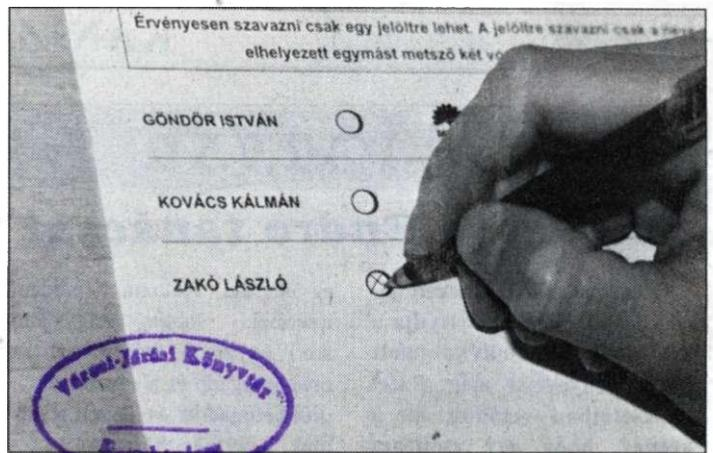 Érvényesen szavazni csak egy jelöltre lehet. A jelöltre szavazni csak a neve
elhelyezett egymást metsző két
GÖNDÖR ISTVÁN
KOVÁCS KÁLMÁN
ZAKÓ LÁSZLÓ
Városi-Járási Könyvtár